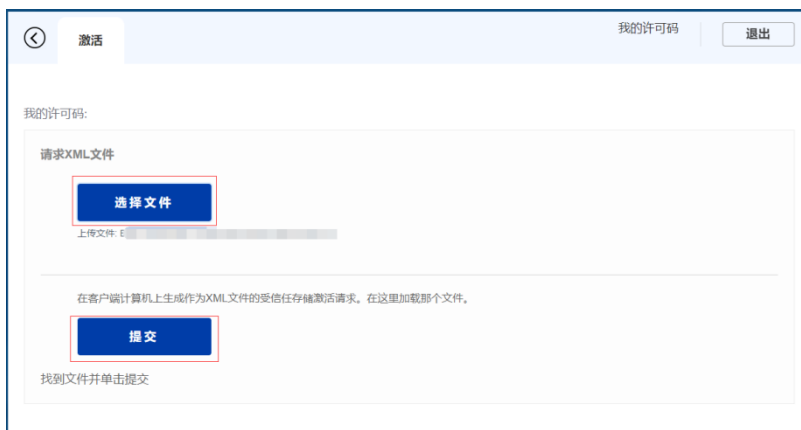 激活
我的许可码
退出
我的许可码:
请求XML文件
选择文件
上传文件:
在客户端计算机上生成作为XML文件的受信任存储激活请求。在这里加载那个文件。
提交
找到文件并单击提交